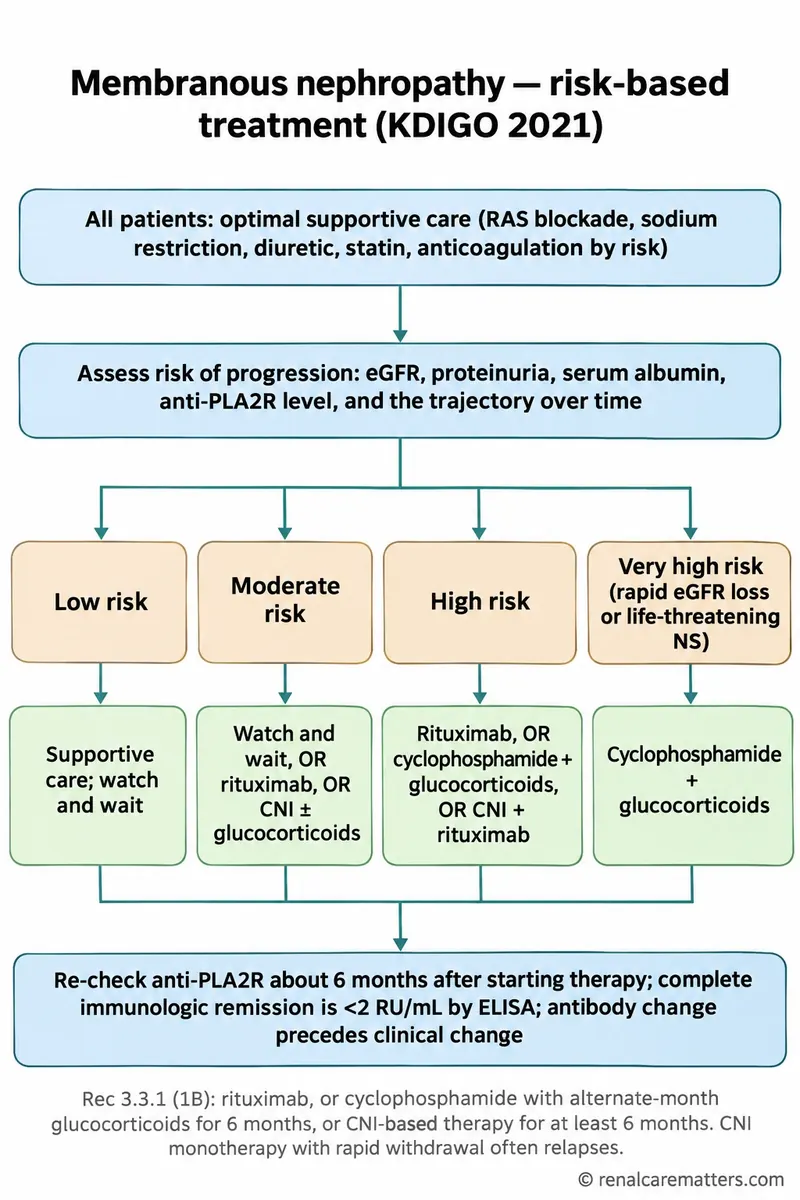 Membranous nephropathy — risk-based
treatment (KDIGO 2021)
All patients: optimal supportive care (RAS blockade, sodium
restriction, diuretic, statin, anticoagulation by risk)
Assess risk of progression: eGFR, proteinuria, serum albumin,
anti-PLA2R level, and the trajectory over time
Low risk
Moderate
risk
High risk
Very high risk
(rapid eGFR loss
or life-threatening
NS)
Supportive
care; watch
and wait
Watch and
wait, OR
rituximab, OR
CNI ±
glucocorticoids
Rituximab, OR
cyclophosphamide +
glucocorticoids,
OR CNI +
rituximab
Cyclophosphamide
+
glucocorticoids
Re-check anti-PLA2R about 6 months after starting therapy; complete
immunologic remission is <2 RU/mL by ELISA; antibody change
precedes clinical change
Rec 3.3.1 (1B): rituximab, or cyclophosphamide with alternate-month
glucocorticoids for 6 months, or CNI-based therapy for at least 6 months. CNI
monotherapy with rapid withdrawal often relapses.
© renalcarematters.com